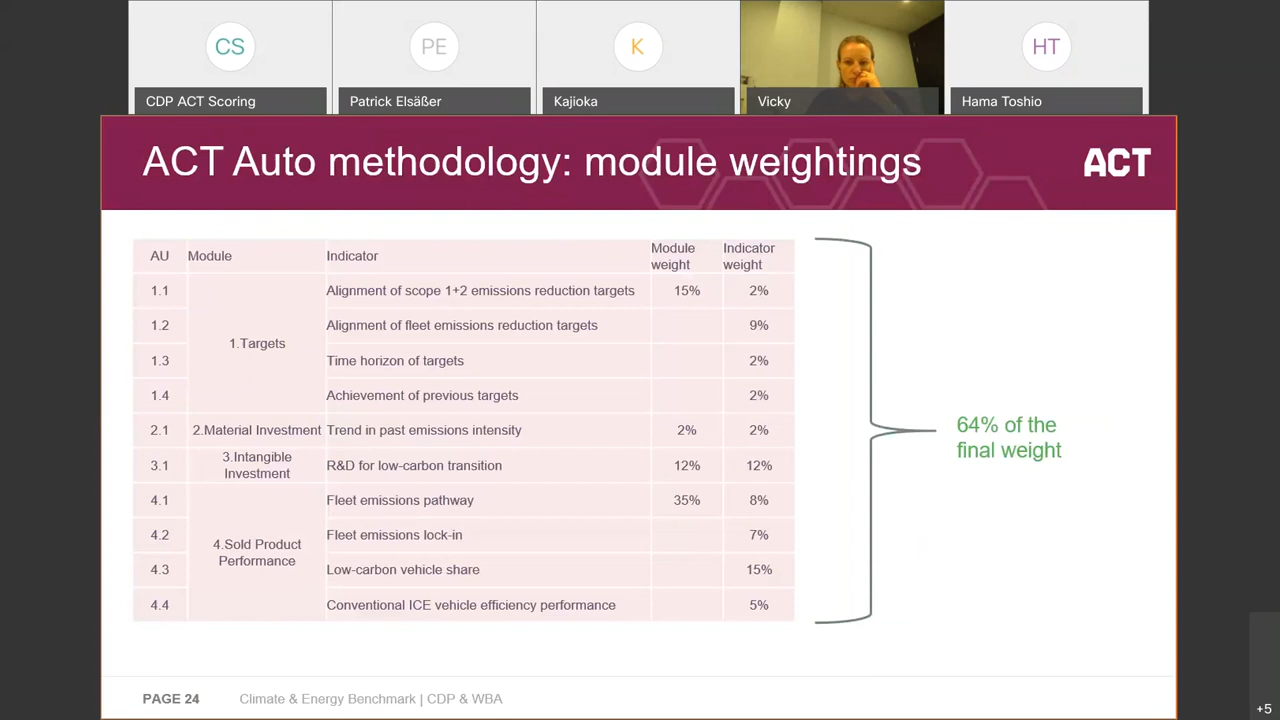 CS
PE
K
HT
CDP ACT Scoring
Patrick Elsäßer
Kajioka
Vicky
Hama Toshio
ACT Auto methodology: module weightings
ACT
AU Module Indicator Module weight Indicator weight
1.1 Alignment of scope 1+2 emissions reduction targets 15% 2%
1.2 Alignment of fleet emissions reduction targets 9%
1.Targets
1.3 Time horizon of targets 2%
1.4 Achievement of previous targets 2%
2.1 2.Material Investment Trend in past emissions intensity 2% 2%
3.1 3.Intangible Investment R&D for low-carbon transition 12% 12%
4.1 Fleet emissions pathway 35% 8%
4.2 Fleet emissions lock-in 7%
4.Sold Product Performance
4.3 Low-carbon vehicle share 15%
4.4 Conventional ICE vehicle efficiency performance 5%
64% of the
final weight
PAGE 24 Climate & Energy Benchmark | CDP & WBA
+5